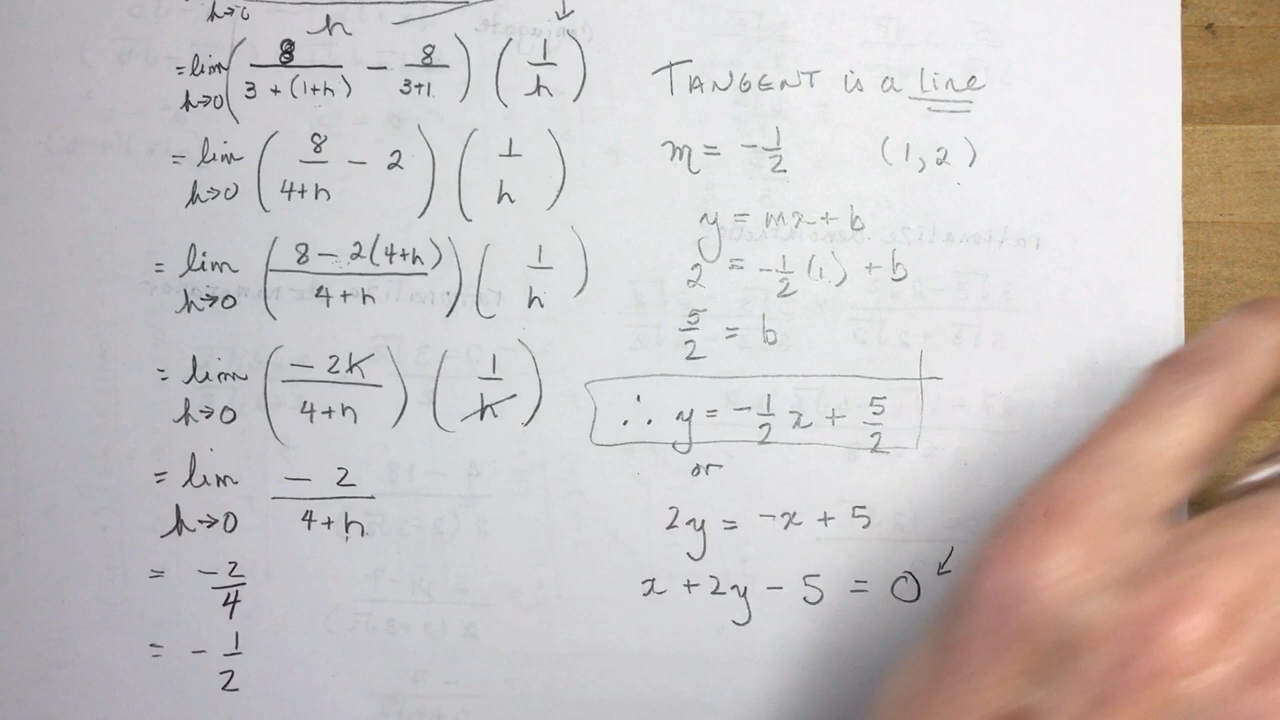 h→0 h
= lim h→0 ( 8/(3 + (1+h)) − 8/(3+1) ) ( 1/h )
= lim h→0 ( 8/(4+h) − 2 ) ( 1/h )
= lim h→0 ( (8 − 2(4+h))/(4+h) ) ( 1/h )
= lim h→0 ( −2h/(4+h) ) ( 1/h )
= lim h→0 −2/(4+h)
= −2/4
= −1/2
TANGENT is a line
m = −1/2 (1,2)
y = mx + b
2 = −1/2 (1) + b
5/2 = b
∴ y = −1/2 x + 5/2
or
2y = −x + 5
x + 2y − 5 = 0